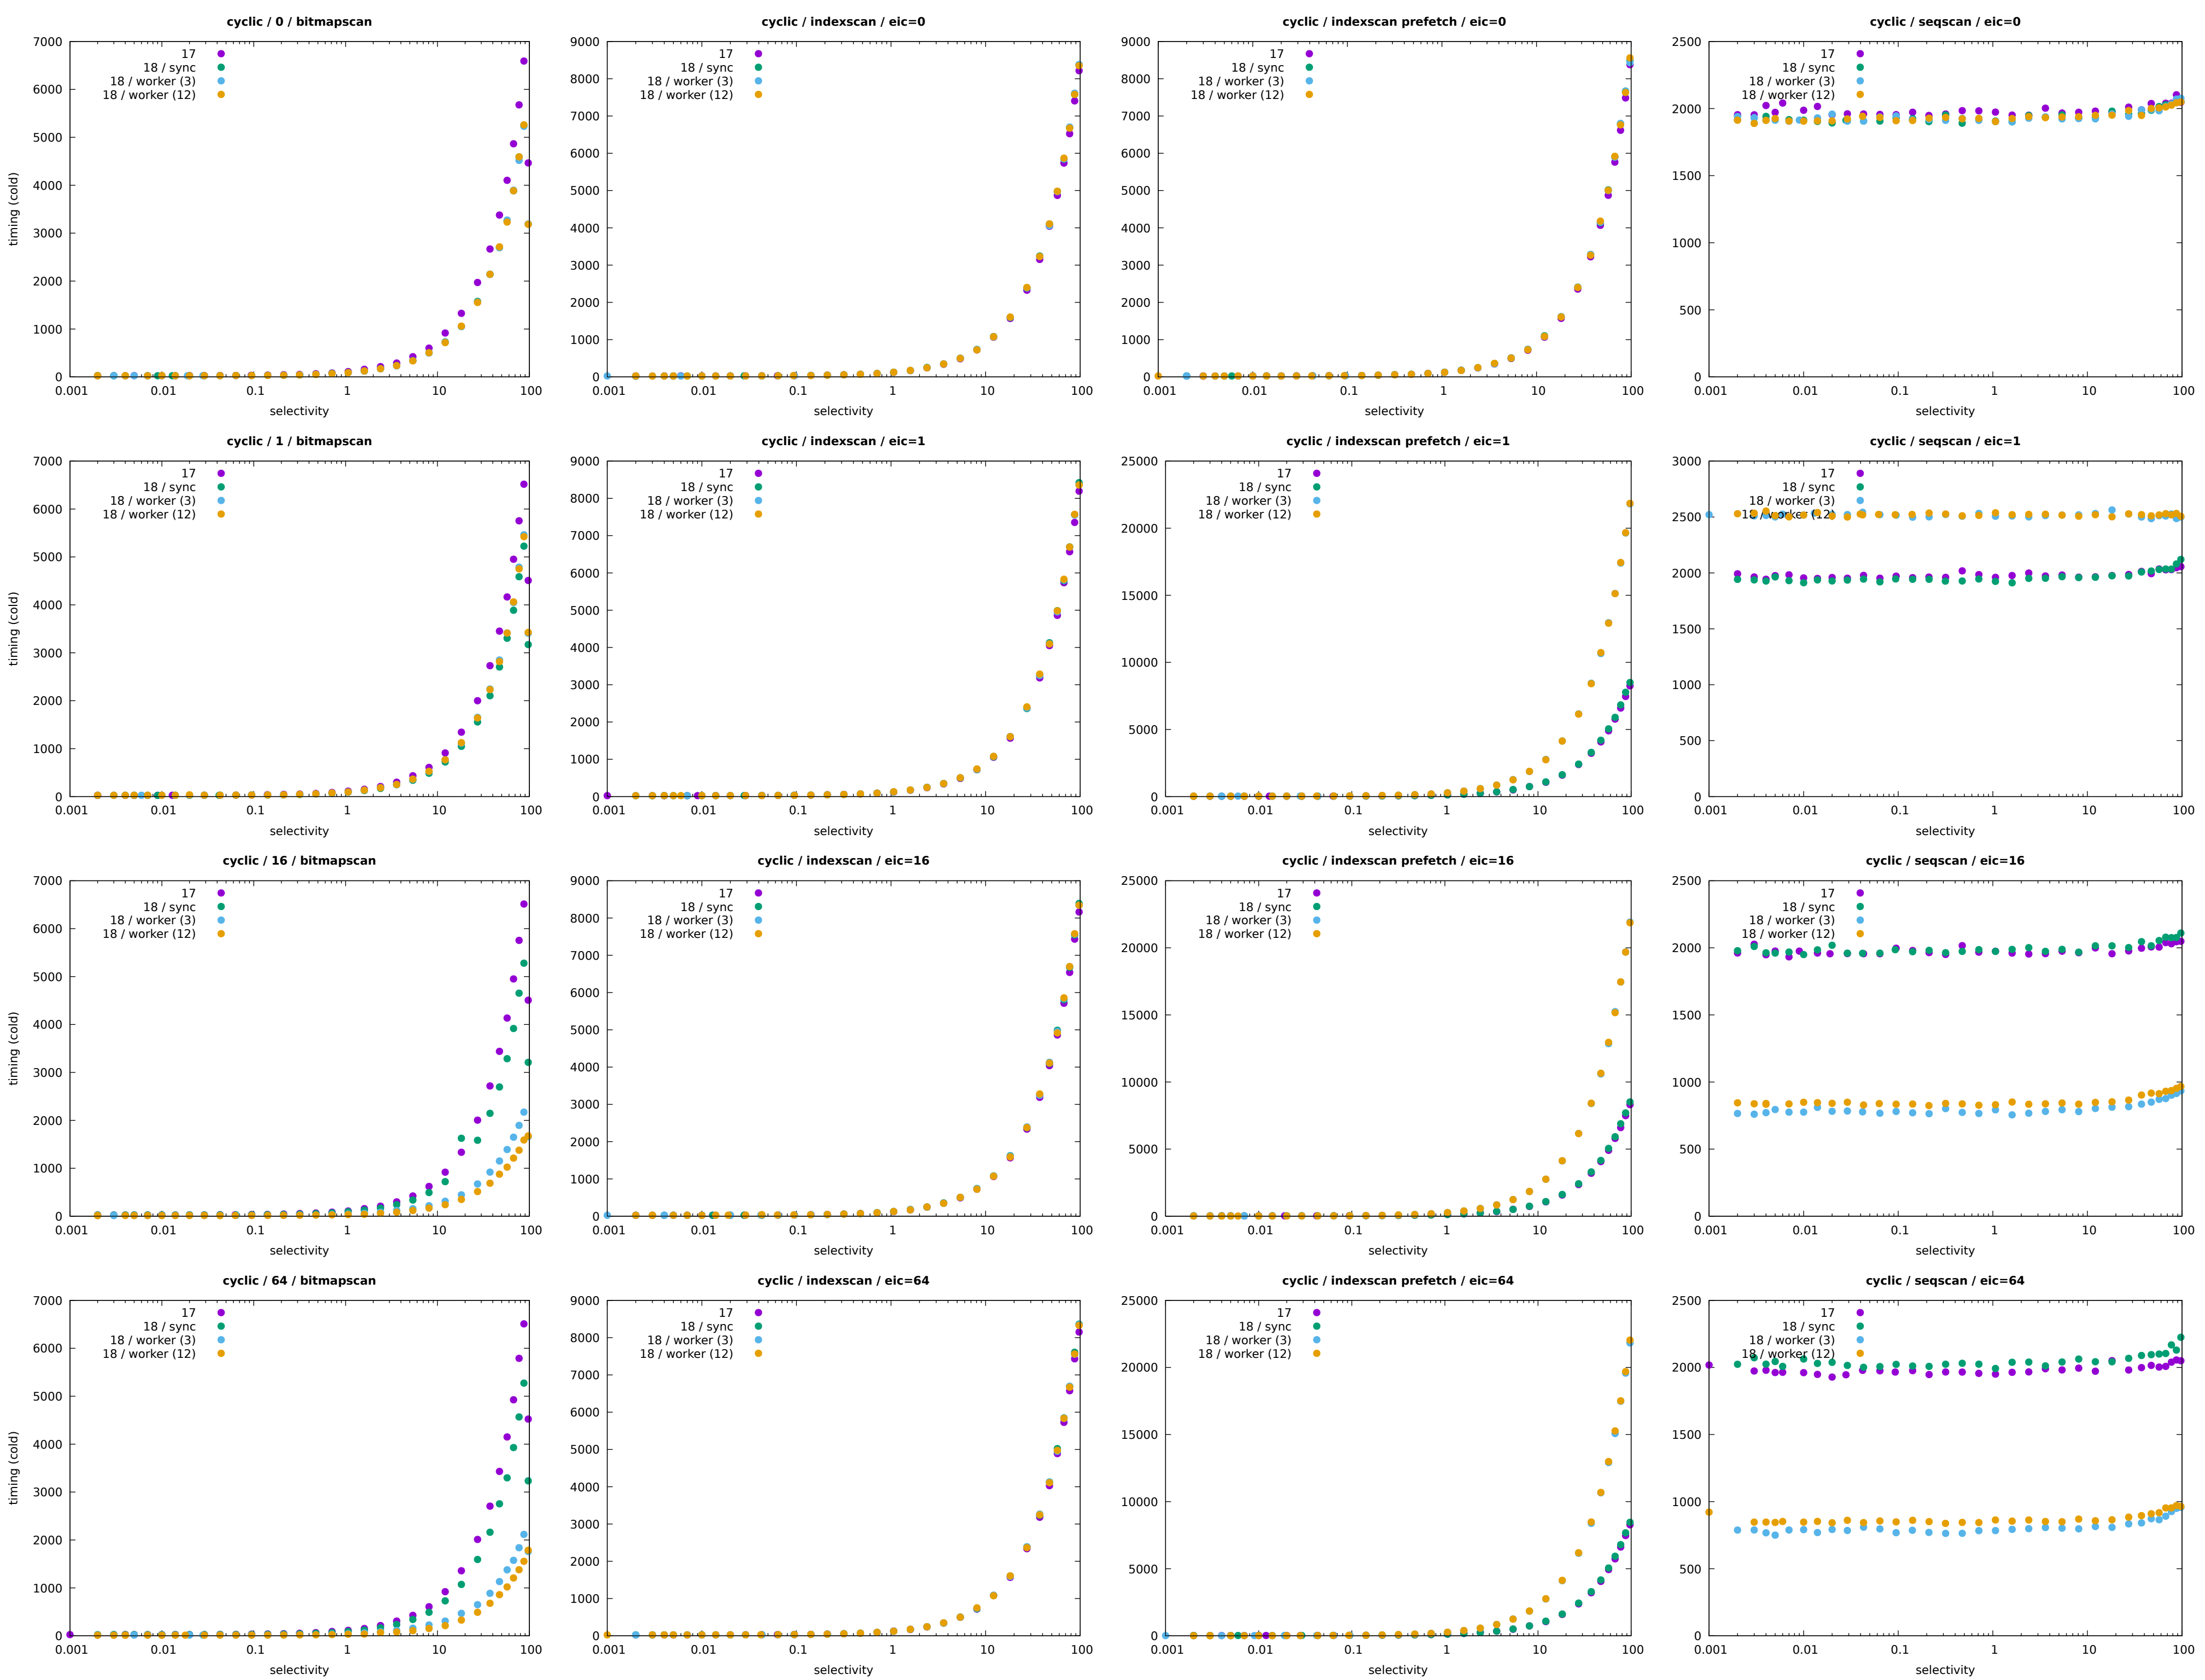 cyclic / 0 / bitmapscan
timing (cold)
7000
6000
5000
4000
3000
2000
1000
0
17
18 / sync
18 / worker (3)
18 / worker (12)
0.001 0.01 0.1 1 10 100
selectivity
cyclic / indexscan / eic=0
9000
8000
7000
6000
5000
4000
3000
2000
1000
0
17
18 / sync
18 / worker (3)
18 / worker (12)
0.001 0.01 0.1 1 10 100
selectivity
cyclic / indexscan prefetch / eic=0
9000
8000
7000
6000
5000
4000
3000
2000
1000
0
17
18 / sync
18 / worker (3)
18 / worker (12)
0.001 0.01 0.1 1 10 100
selectivity
cyclic / seqscan / eic=0
2500
2000
1500
1000
500
0
17
18 / sync
18 / worker (3)
18 / worker (12)
0.001 0.01 0.1 1 10 100
selectivity
cyclic / 1 / bitmapscan
timing (cold)
7000
6000
5000
4000
3000
2000
1000
0
17
18 / sync
18 / worker (3)
18 / worker (12)
0.001 0.01 0.1 1 10 100
selectivity
cyclic / indexscan / eic=1
9000
8000
7000
6000
5000
4000
3000
2000
1000
0
17
18 / sync
18 / worker (3)
18 / worker (12)
0.001 0.01 0.1 1 10 100
selectivity
cyclic / indexscan prefetch / eic=1
25000
20000
15000
10000
5000
0
17
18 / sync
18 / worker (3)
18 / worker (12)
0.001 0.01 0.1 1 10 100
selectivity
cyclic / seqscan / eic=1
3000
2500
2000
1500
1000
500
0
17
18 / sync
18 / worker (3)
18 / worker (12)
0.001 0.01 0.1 1 10 100
selectivity
cyclic / 16 / bitmapscan
timing (cold)
7000
6000
5000
4000
3000
2000
1000
0
17
18 / sync
18 / worker (3)
18 / worker (12)
0.001 0.01 0.1 1 10 100
selectivity
cyclic / indexscan / eic=16
9000
8000
7000
6000
5000
4000
3000
2000
1000
0
17
18 / sync
18 / worker (3)
18 / worker (12)
0.001 0.01 0.1 1 10 100
selectivity
cyclic / indexscan prefetch / eic=16
25000
20000
15000
10000
5000
0
17
18 / sync
18 / worker (3)
18 / worker (12)
0.001 0.01 0.1 1 10 100
selectivity
cyclic / seqscan / eic=16
2500
2000
1500
1000
500
0
17
18 / sync
18 / worker (3)
18 / worker (12)
0.001 0.01 0.1 1 10 100
selectivity
cyclic / 64 / bitmapscan
timing (cold)
7000
6000
5000
4000
3000
2000
1000
0
17
18 / sync
18 / worker (3)
18 / worker (12)
0.001 0.01 0.1 1 10 100
selectivity
cyclic / indexscan / eic=64
9000
8000
7000
6000
5000
4000
3000
2000
1000
0
17
18 / sync
18 / worker (3)
18 / worker (12)
0.001 0.01 0.1 1 10 100
selectivity
cyclic / indexscan prefetch / eic=64
25000
20000
15000
10000
5000
0
17
18 / sync
18 / worker (3)
18 / worker (12)
0.001 0.01 0.1 1 10 100
selectivity
cyclic / seqscan / eic=64
2500
2000
1500
1000
500
0
17
18 / sync
18 / worker (3)
18 / worker (12)
0.001 0.01 0.1 1 10 100
selectivity